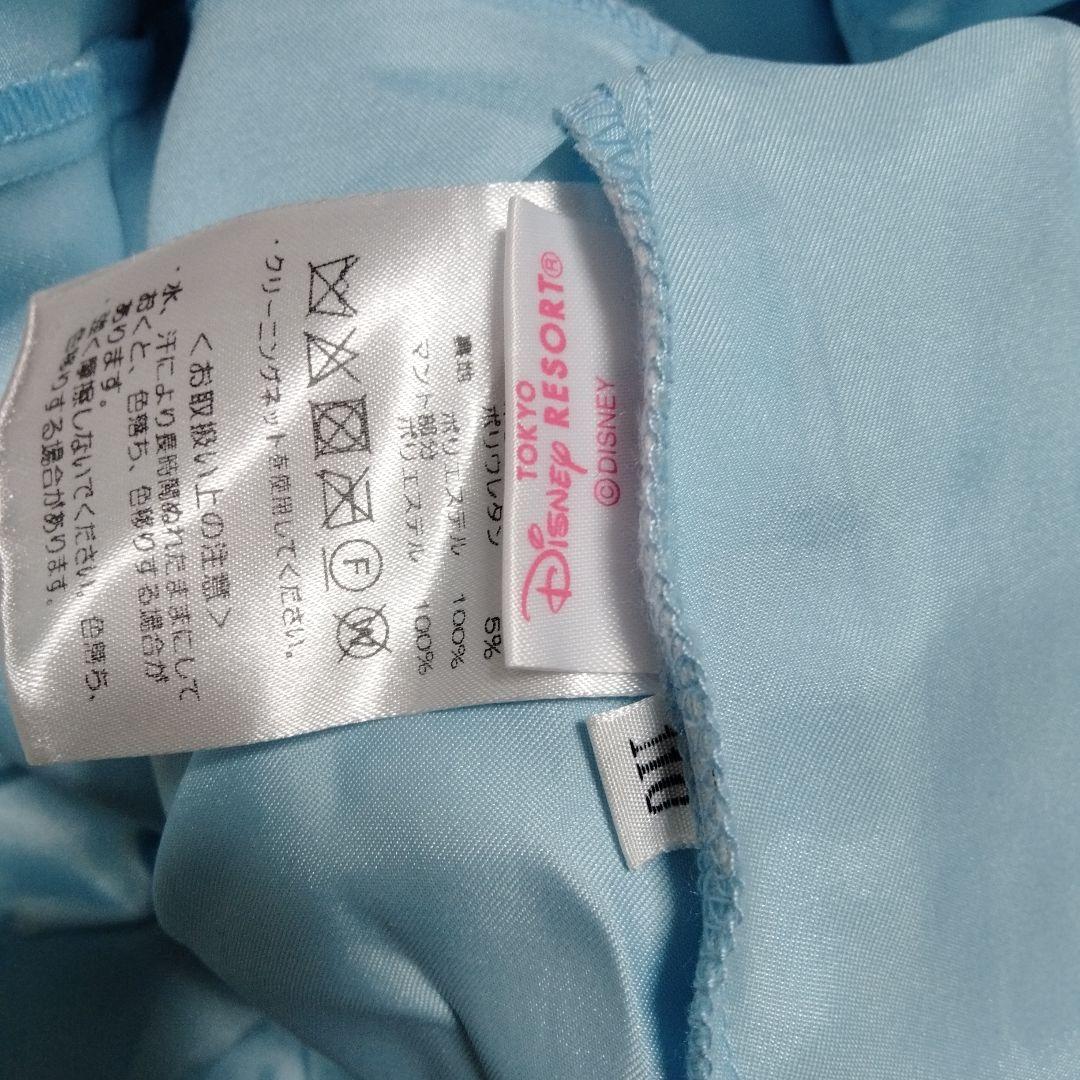 TOKYO
DISNEY RESORT®
©DISNEY
ポリウレタン 5%
ポリエステル 100%
マント部分
ポリエステル 100%
F
W
・クリーニングネットを使用してください。
＜お取扱い上の注意＞
・水、汗により長時間ぬれたままにして
おくと、色落ち、色移りする場合が
あります。
・強く摩擦しないでください。色落ち、
色移りする場合があります。
110